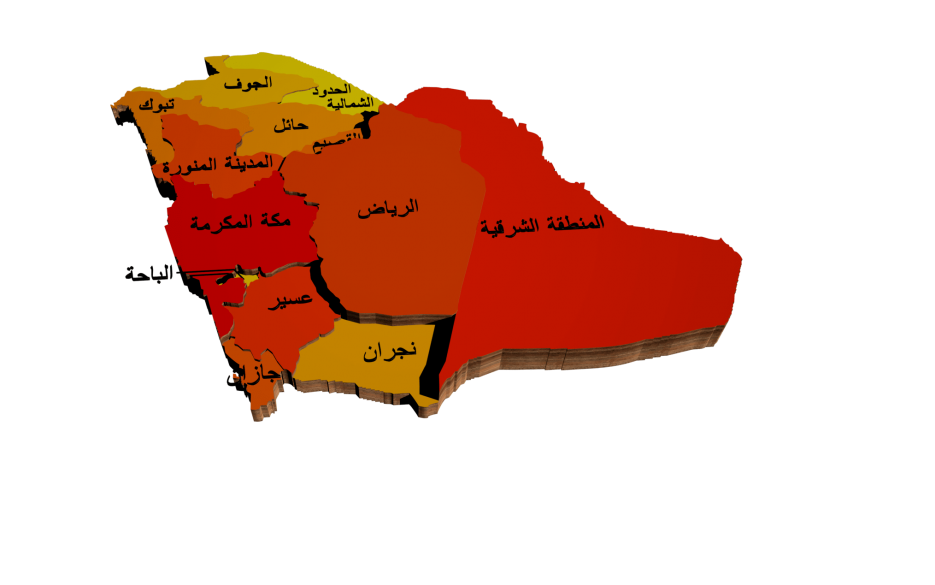 الجوف
الحدود
الشمالية
تبوك
حائل
القصيم
المدينة المنورة
مكة المكرمة
الرياض
المنطقة الشرقية
الباحة
عسير
نجران
جازان